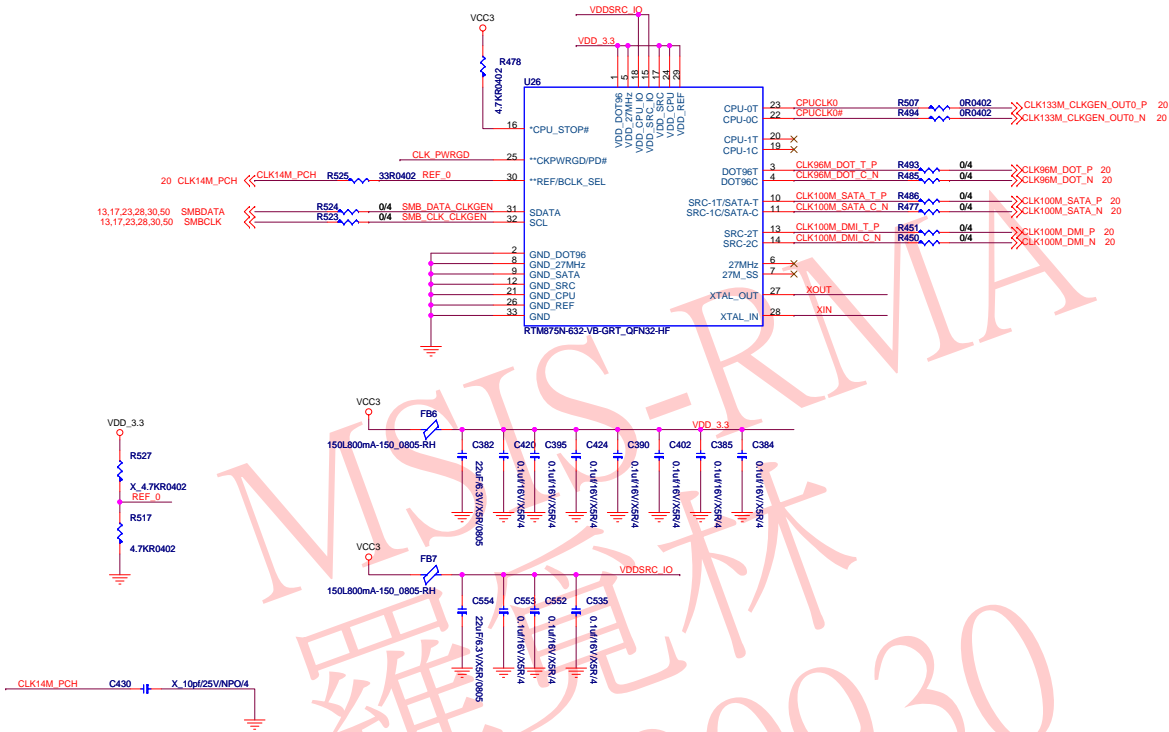 VDDSRC_IO
VCC3
VDD_3.3
R478
4.7KR0402
U26
1
5
18
15
17
24
29
VDD_DOT96
VDD_27MHz
VDD_CPU_IO
VDD_SRC_IO
VDD_SRC
VDD_CPU
VDD_REF
16 *CPU_STOP#
CLK_PWRGD 25 **CKPWRGD/PD#
20 CLK14M_PCH CLK14M_PCH R525 33R0402 REF_0 30 **REF/BCLK_SEL
13,17,23,28,30,50 SMBDATA R524 0/4 SMB_DATA_CLKGEN 31 SDATA
13,17,23,28,30,50 SMBCLK R523 0/4 SMB_CLK_CLKGEN 32 SCL
2 GND_DOT96
8 GND_27MHz
9 GND_SATA
12 GND_SRC
21 GND_CPU
26 GND_REF
33 GND
CPU-0T 23 CPUCLK0 R507 0R0402 CLK133M_CLKGEN_OUT0_P 20
CPU-0C 22 CPUCLK0# R494 0R0402 CLK133M_CLKGEN_OUT0_N 20
CPU-1T 20
CPU-1C 19
DOT96T 3 CLK96M_DOT_T_P R493 0/4 CLK96M_DOT_P 20
DOT96C 4 CLK96M_DOT_C_N R485 0/4 CLK96M_DOT_N 20
SRC-1T/SATA-T 10 CLK100M_SATA_T_P R486 0/4 CLK100M_SATA_P 20
SRC-1C/SATA-C 11 CLK100M_SATA_C_N R477 0/4 CLK100M_SATA_N 20
SRC-2T 13 CLK100M_DMI_T_P R451 0/4 CLK100M_DMI_P 20
SRC-2C 14 CLK100M_DMI_C_N R450 0/4 CLK100M_DMI_N 20
27MHz 6
27M_SS 7
XTAL_OUT 27 XOUT
XTAL_IN 28 XIN
RTM875N-632-VB-GRT_QFN32-HF
VDD_3.3
R527
X_4.7KR0402
REF_0
R517
4.7KR0402
VCC3
FB6
150L800mA-150_0805-RH
VDD_3.3
C382 C420 C395 C424 C390 C402 C385 C384
22uF/6.3V/X5R/0805
0.1uf/16V/X5R/4
0.1uf/16V/X5R/4
0.1uf/16V/X5R/4
0.1uf/16V/X5R/4
0.1uf/16V/X5R/4
0.1uf/16V/X5R/4
0.1uf/16V/X5R/4
VCC3
FB7
150L800mA-150_0805-RH
VDDSRC_IO
C554 C553 C552 C535
22uF/6.3V/X5R/0805
0.1uf/16V/X5R/4
0.1uf/16V/X5R/4
0.1uf/16V/X5R/4
CLK14M_PCH C430 X_10pf/25V/NPO/4
MSIS-RMA
羅覓林